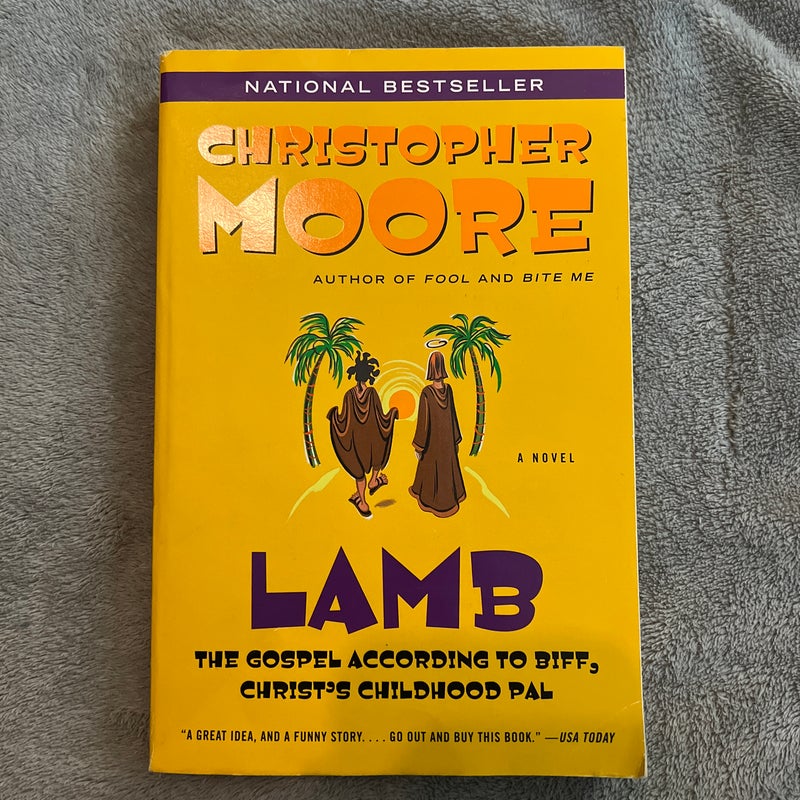 NATIONAL BESTSELLER
CHRISTOPHER
MOORE
AUTHOR OF FOOL AND BITE ME
A NOVEL
LAMB
THE GOSPEL ACCORDING TO BIFF,
CHRIST'S CHILDHOOD PAL
"A GREAT IDEA, AND A FUNNY STORY. . . . GO OUT AND BUY THIS BOOK." —USA TODAY